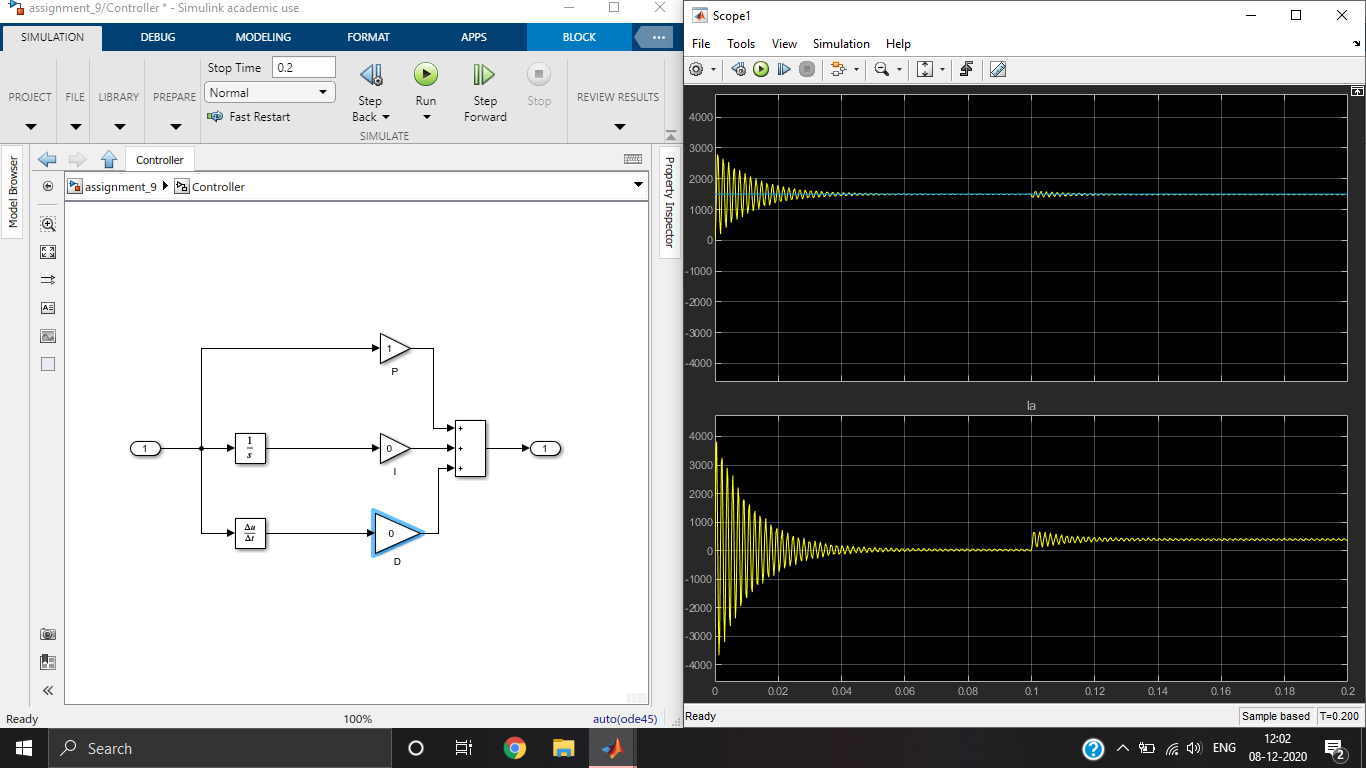 assignment_9/Controller * - Simulink academic use
SIMULATION
DEBUG
MODELING
FORMAT
APPS
BLOCK
...
PROJECT
FILE
LIBRARY
PREPARE
Stop Time
0.2
Normal
Fast Restart
Step Back
Run
Step Forward
Stop
SIMULATE
REVIEW RESULTS
Model Browser
Controller
assignment_9
Controller
Property Inspector
1
P
1
1
s
0
I
+
+
+
1
Δu
Δt
0
D
Ready
100%
auto(ode45)
Scope1
File
Tools
View
Simulation
Help
4000
3000
2000
1000
0
-1000
-2000
-3000
-4000
Ia
4000
3000
2000
1000
0
-1000
-2000
-3000
-4000
0
0.02
0.04
0.06
0.08
0.1
0.12
0.14
0.16
0.18
0.2
Ready
Sample based
T=0.200
Search
ENG
12:02
08-12-2020
2